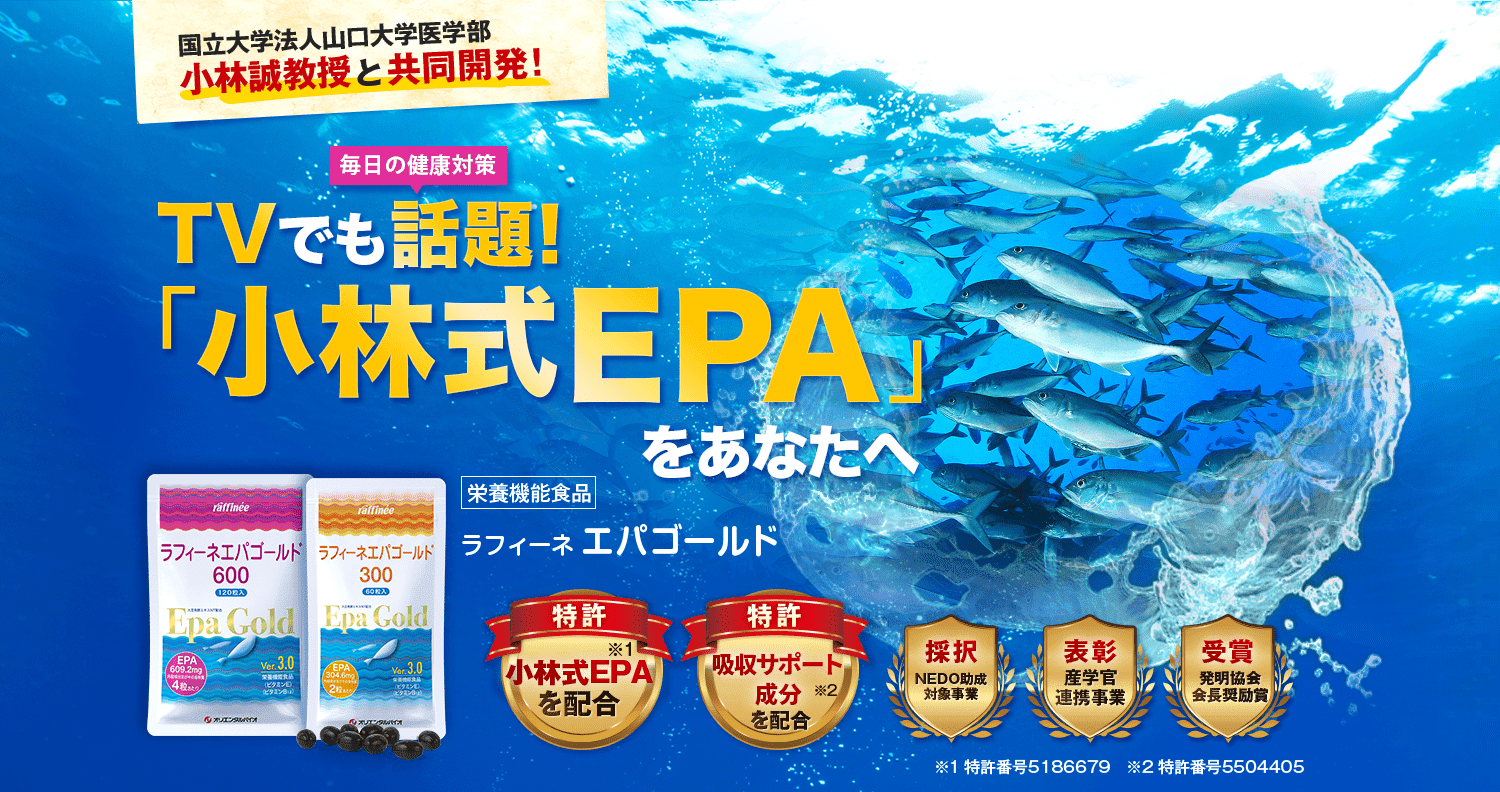 国立大学法人山口大学医学部
小林誠教授と共同開発!
毎日の健康対策
TVでも話題!
「小林式EPA」
をあなたへ
栄養機能食品
ラフィーネ エパゴールド
raffinée
ラフィーネエパゴールド
600
120粒入
Epa Gold
EPA
609.2mg
4粒あたり
Ver. 3.0
栄養機能食品
(ビタミンE)
オリエンタルバイオ
raffinée
ラフィーネエパゴールド
300
60粒入
Epa Gold
EPA
304.6mg
2粒あたり
Ver. 3.0
栄養機能食品
(ビタミンE)
オリエンタルバイオ
特許
※1
小林式EPA
を配合
特許
吸収サポート
成分 ※2
を配合
採択
NEDO助成
対象事業
表彰
産学官
連携事業
受賞
発明協会
会長奨励賞
※1 特許番号5186679 ※2 特許番号5504405